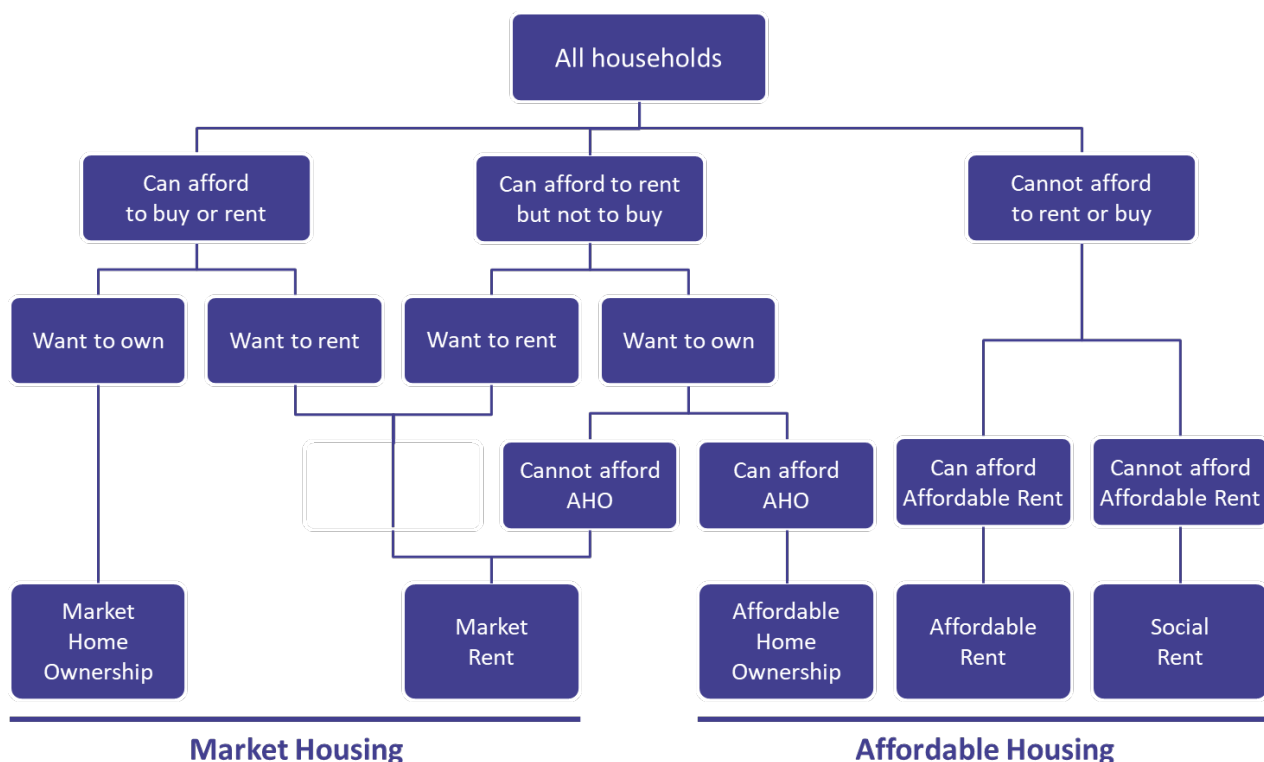 All households
Can afford
to buy or rent
Can afford to rent
but not to buy
Cannot afford
to rent or buy
Want to own
Want to rent
Want to rent
Want to own
Cannot afford
AHO
Can afford
AHO
Can afford
Affordable Rent
Cannot afford
Affordable Rent
Market
Home
Ownership
Market
Rent
Affordable
Home
Ownership
Affordable
Rent
Social
Rent
Market Housing
Affordable Housing